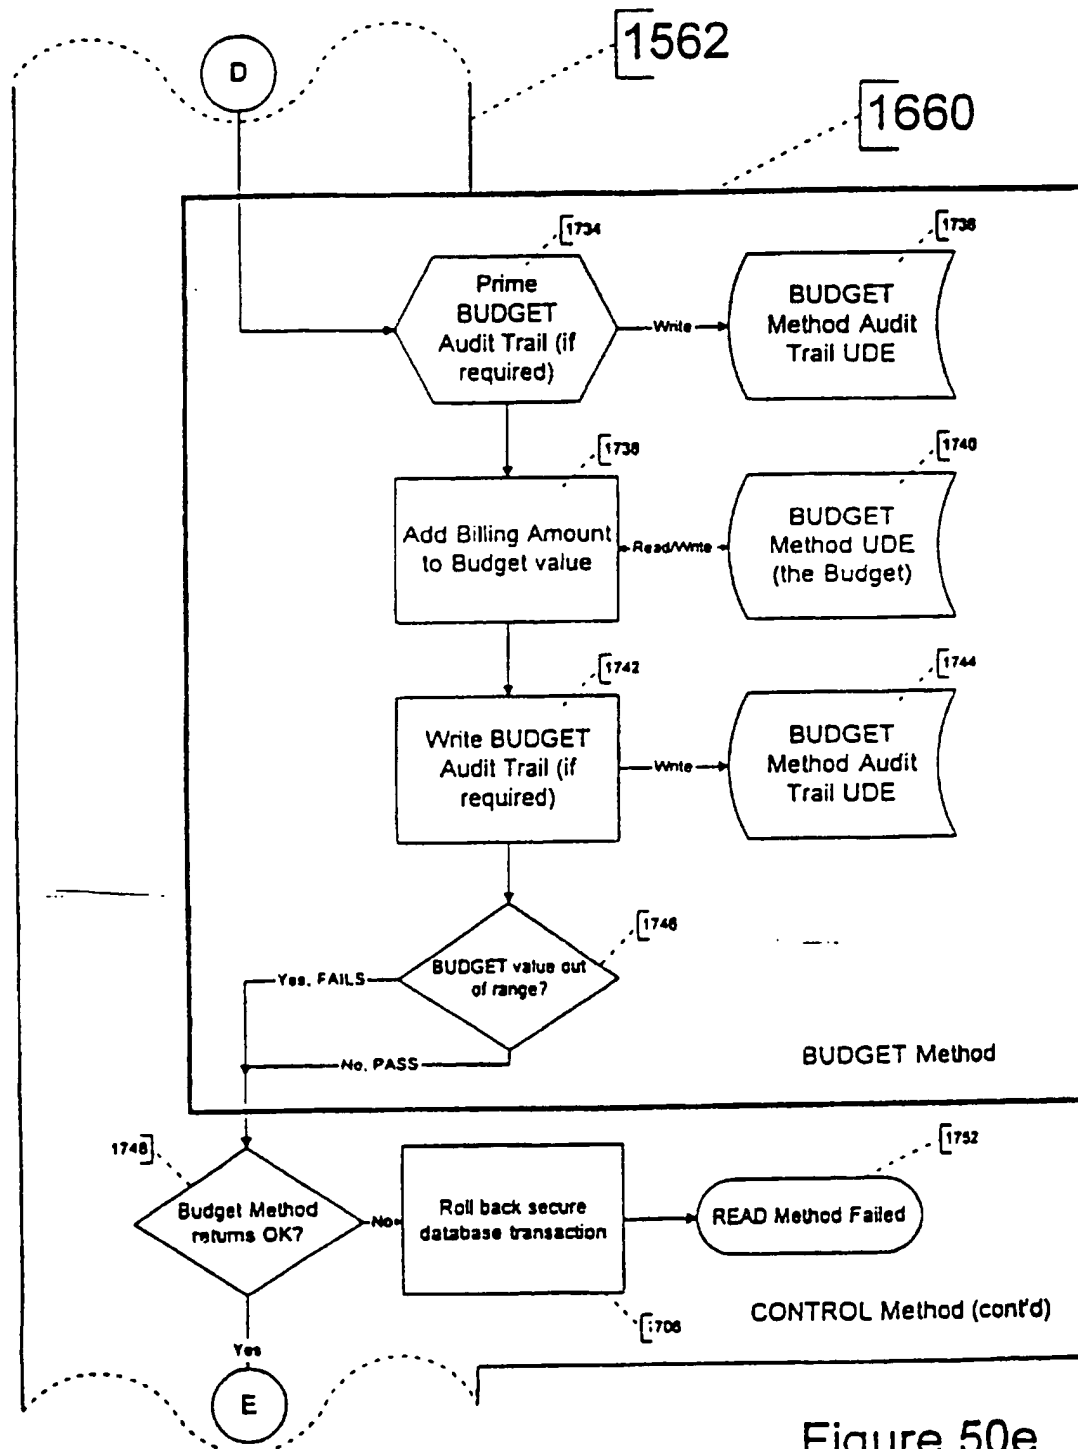 D
1562
1660
1734
Prime
BUDGET
Audit Trail (if
required)
Write
1736
BUDGET
Method Audit
Trail UDE
1738
Add Billing Amount
to Budget value
Read/Write
1740
BUDGET
Method UDE
(the Budget)
1742
Write BUDGET
Audit Trail (if
required)
Write
1744
BUDGET
Method Audit
Trail UDE
1746
BUDGET value out
of range?
Yes, FAILS
No, PASS
BUDGET Method
1748
Budget Method
returns OK?
No
Roll back secure
database transaction
1706
1752
READ Method Failed
CONTROL Method (cont'd)
Yes
E
Figure 50e